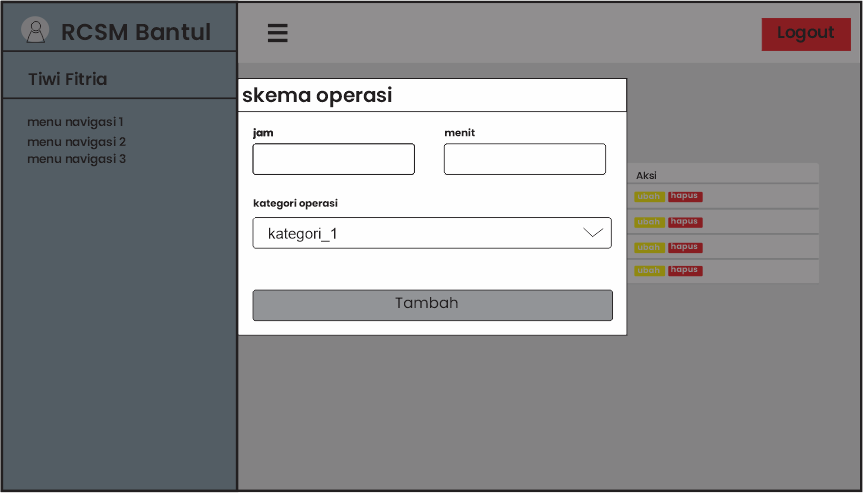 RCSM Bantul
Logout
Tiwi Fitria
menu navigasi 1
menu navigasi 2
menu navigasi 3
skema operasi
jam
menit
kategori operasi
kategori_1
Tambah
Aksi
ubah hapus
ubah hapus
ubah hapus
ubah hapus